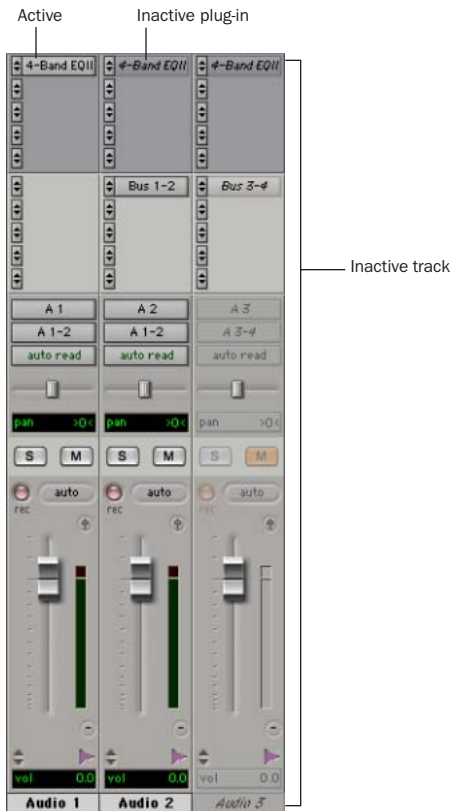 Active Inactive plug-in
4-Band EQII 4-Band EQII 4-Band EQII
Bus 1-2 Bus 3-4
Inactive track
A 1 A 2 A 3
A 1-2 A 1-2 A 3-4
auto read auto read auto read
pan >0< pan >0< pan >0<
S M S M S M
auto auto auto
rec rec rec
vol 0.0 vol 0.0 vol 0.0
Audio 1 Audio 2 Audio 3